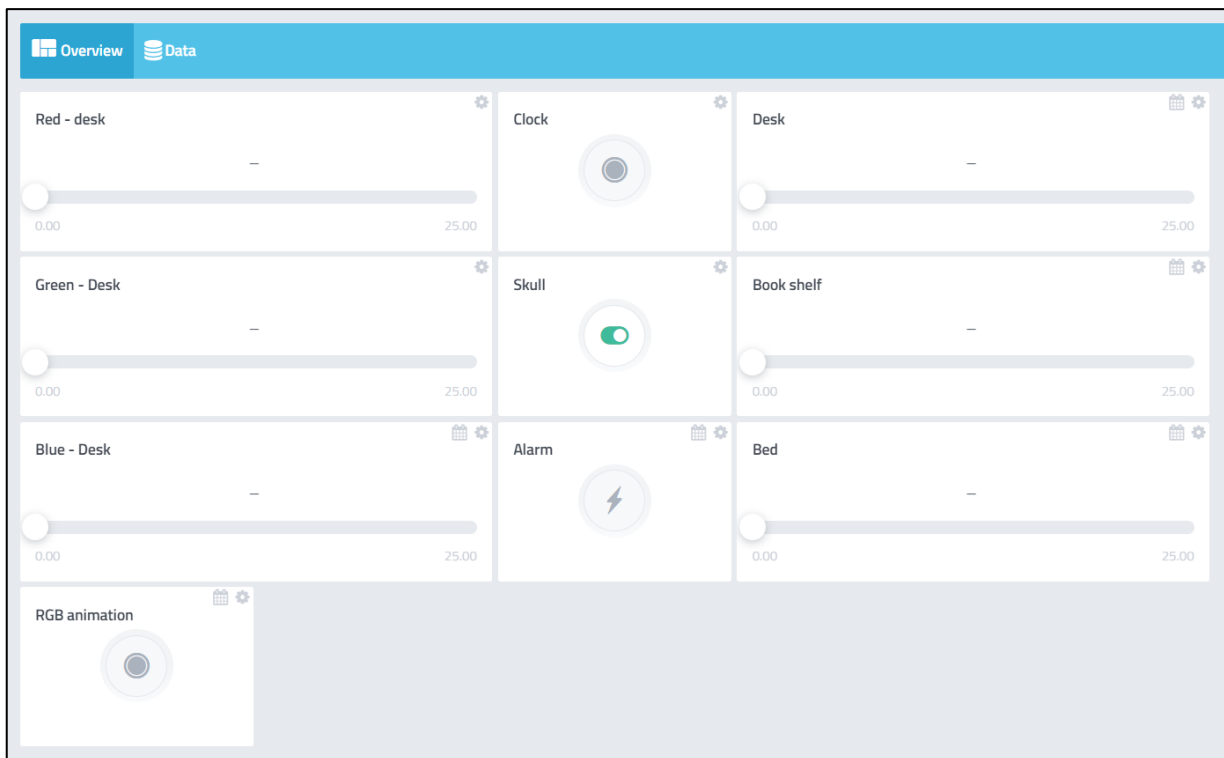 Overview Data
Red - desk
–
0.00 25.00
Clock
Desk
–
0.00 25.00
Green - Desk
–
0.00 25.00
Skull
Book shelf
–
0.00 25.00
Blue - Desk
–
0.00 25.00
Alarm
Bed
–
0.00 25.00
RGB animation